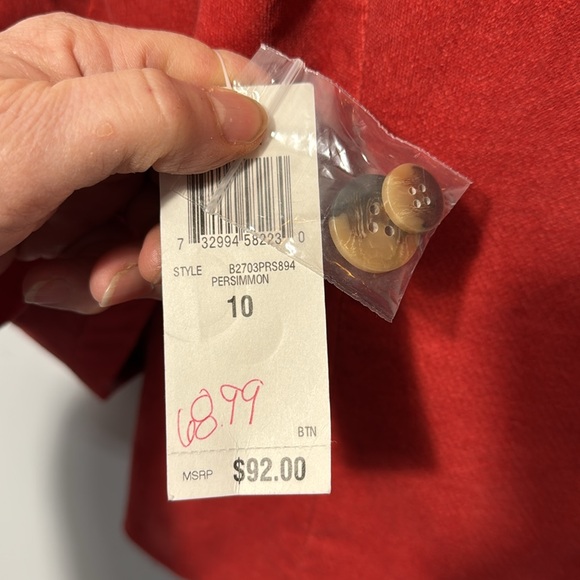 7 32994 58223 0
STYLE B2703PRS894
PERSIMMON
10
68.99
BTN
MSRP $92.00